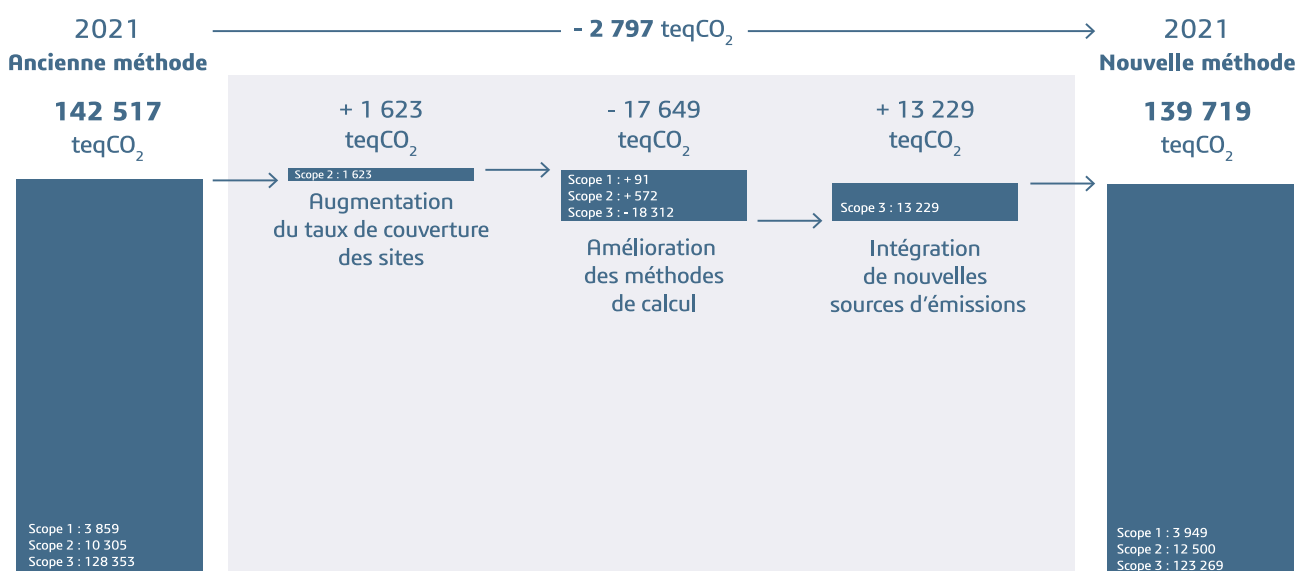 2021
Ancienne méthode
142 517
teqCO₂
- 2 797 teqCO₂
2021
Nouvelle méthode
139 719
teqCO₂
+ 1 623
teqCO₂
Scope 2 : 1 623
Augmentation
du taux de couverture
des sites
- 17 649
teqCO₂
Scope 1 : + 91
Scope 2 : + 572
Scope 3 : - 18 312
Amélioration
des méthodes
de calcul
+ 13 229
teqCO₂
Scope 3 : 13 229
Intégration
de nouvelles
sources d'émissions
Scope 1 : 3 859
Scope 2 : 10 305
Scope 3 : 128 353
Scope 1 : 3 949
Scope 2 : 12 500
Scope 3 : 123 269